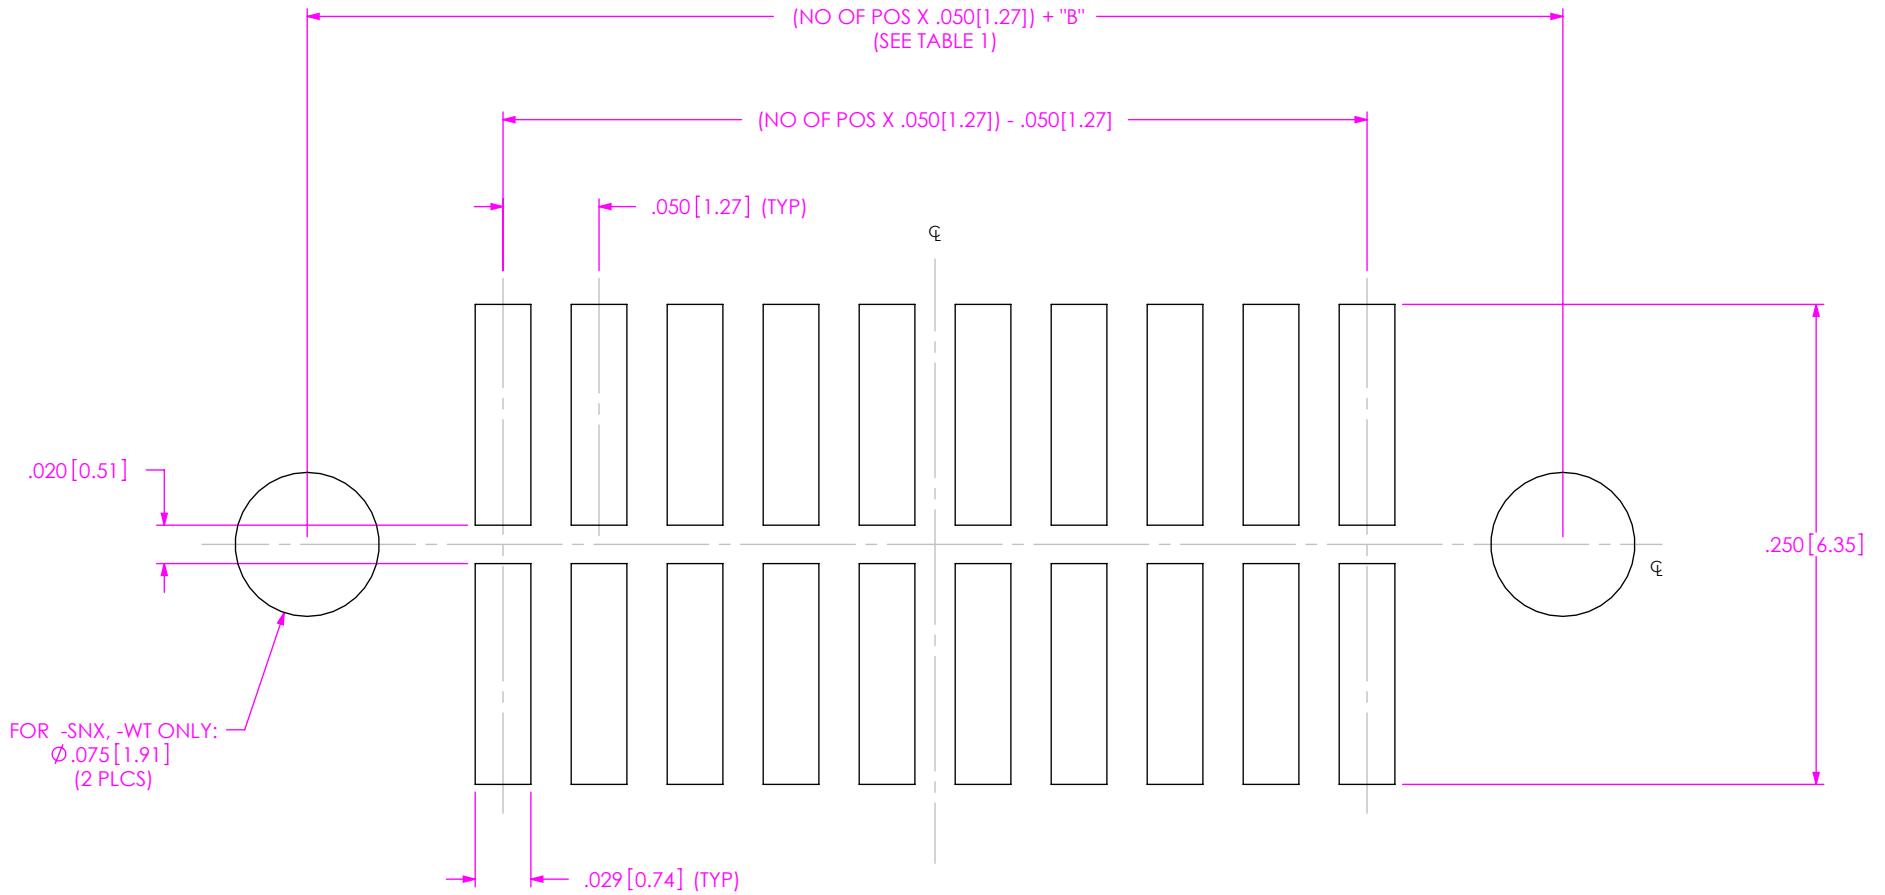 (NO OF POS X .050[1.27]) + "B"
(SEE TABLE 1)
(NO OF POS X .050[1.27]) - .050[1.27]
.050[1.27] (TYP)
℄
.020[0.51]
.250[6.35]
℄
FOR -SNX, -WT ONLY:
Ø.075[1.91]
(2 PLCS)
.029[0.74] (TYP)